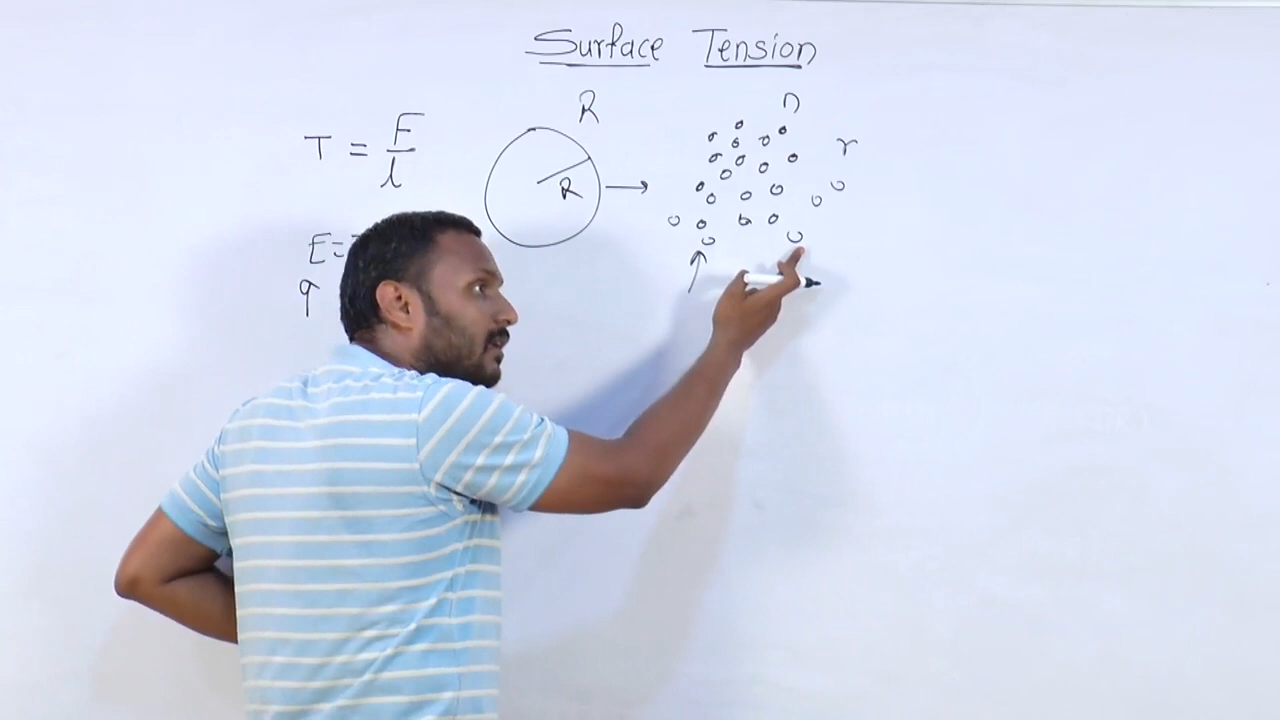 Surface Tension
T = F/l
R
R
n
r
E=